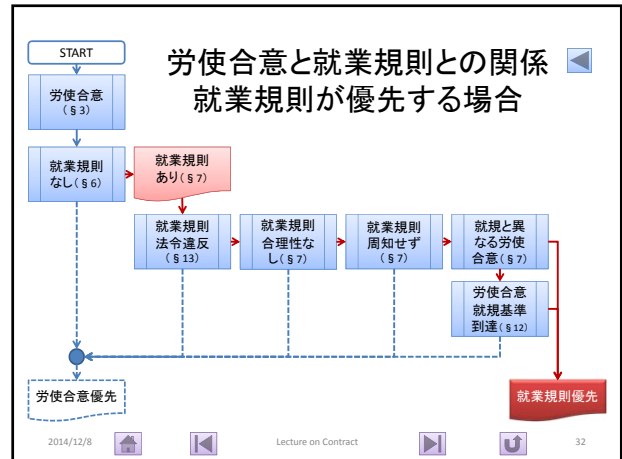 労使合意と就業規則との関係
就業規則が優先する場合
START
労使合意
(§3)
就業規則
なし(§6)
就業規則
あり(§7)
就業規則
法令違反
(§13)
就業規則
合理性な
し(§7)
就業規則
周知せず
(§7)
就規と異
なる労使
合意(§7)
労使合意
就規基準
到達(§12)
労使合意優先
就業規則優先
2014/12/8
Lecture on Contract
32